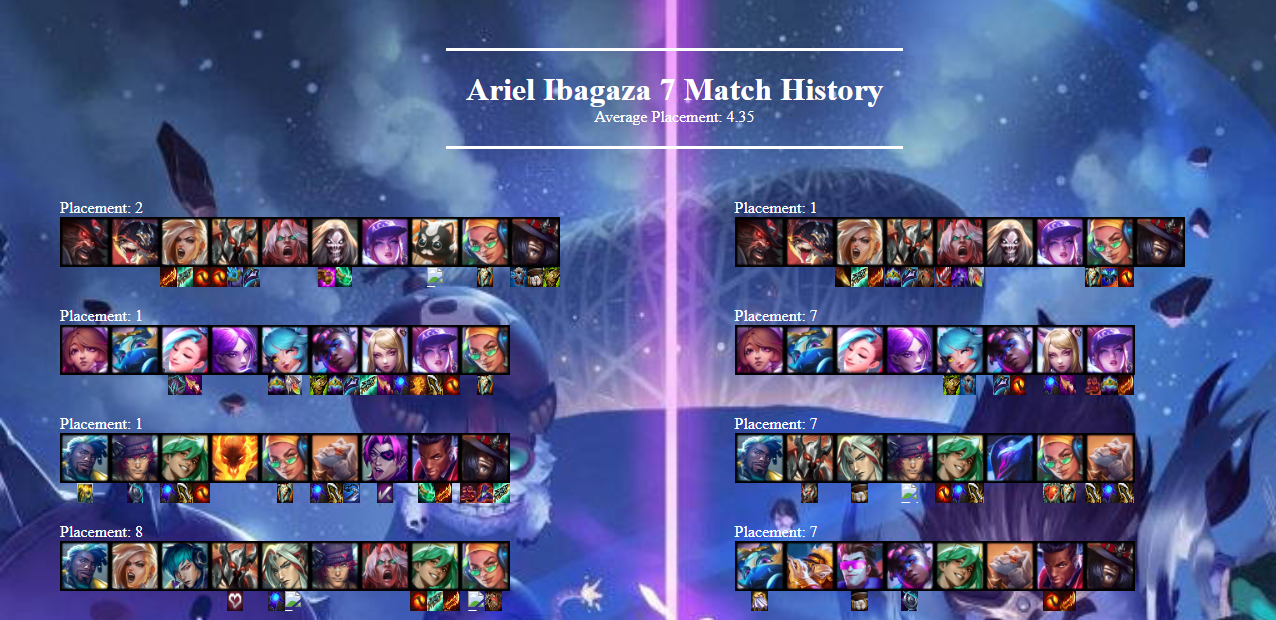 Ariel Ibagaza 7 Match History
Average Placement: 4.35
Placement: 2
Placement: 1
Placement: 1
Placement: 7
Placement: 1
Placement: 7
Placement: 8
Placement: 7